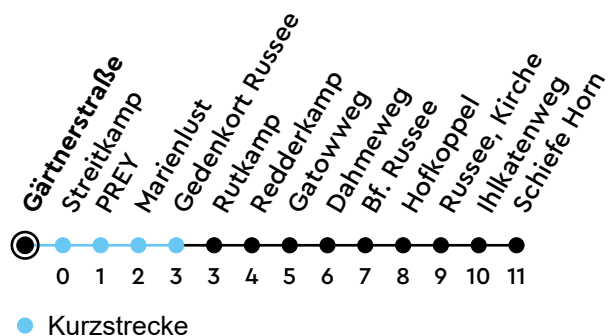 Gärtnerstraße
Streitkamp
PREY
Marienlust
Gedenkort Russee
Rutkamp
Redderkamp
Gatowweg
Dahmeweg
Bf. Russee
Hofkoppel
Russee, Kirche
Ihlkatenweg
Schiefe Horn
0 1 2 3 3 4 5 6 7 8 9 10 11
Kurzstrecke